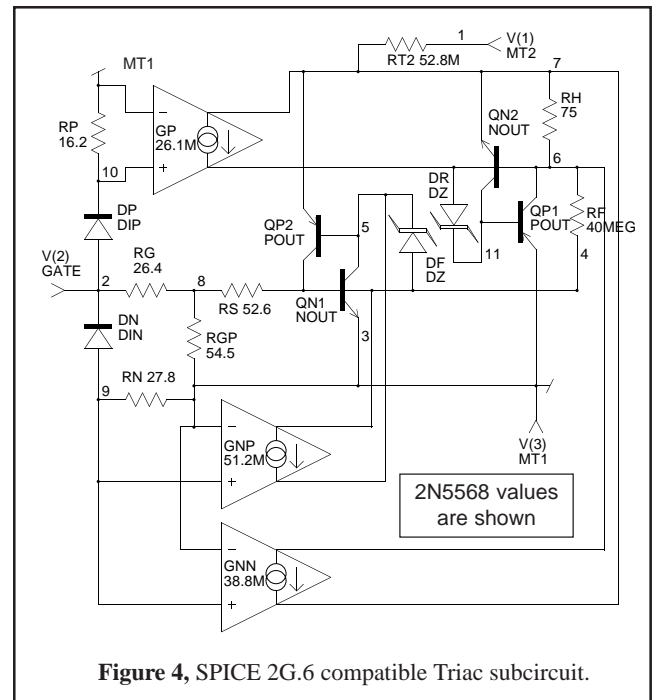 1
V(1)
MT2
RT2 52.8M
MT1
7
RP
16.2
GP
26.1M
QN2
NOUT
RH
75
−
+
10
6
DP
DIP
DR
DZ
QP2
POUT
5
QP1
POUT
RF
40MEG
V(2)
GATE
RG
26.4
DF
DZ
11
4
2
8
RS 52.6
QN1
NOUT
DN
DIN
RGP
54.5
3
9
RN 27.8
−
GNP
51.2M
+
V(3)
MT1
−
GNN
38.8M
+
2N5568 values
are shown
Figure 4, SPICE 2G.6 compatible Triac subcircuit.